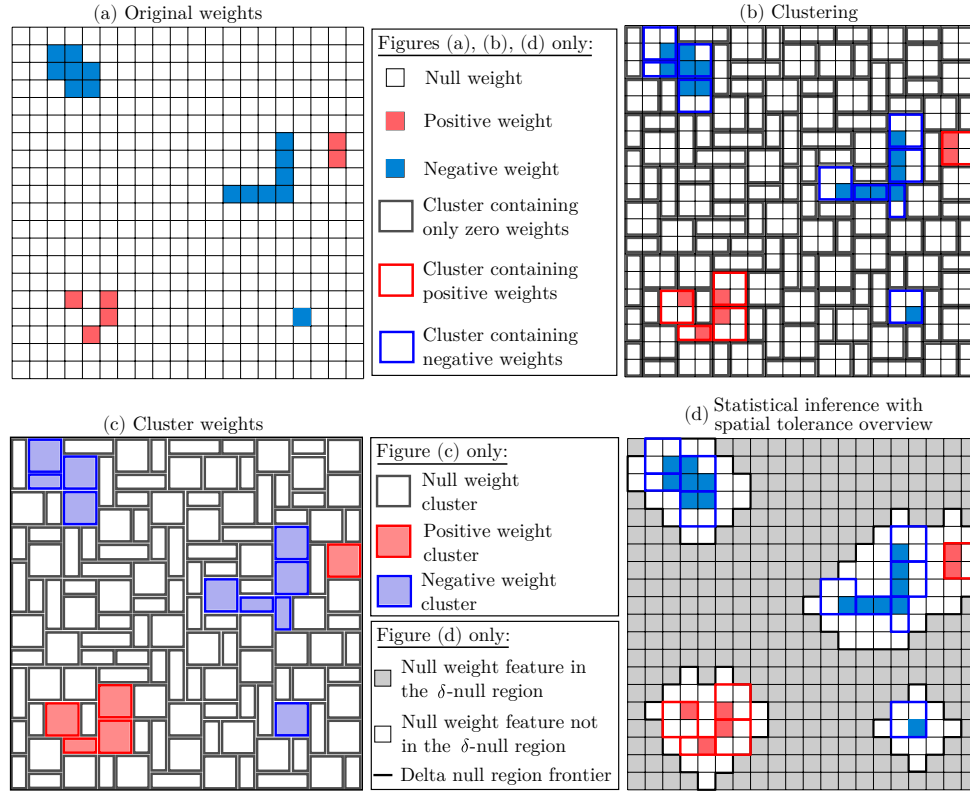 (a) Original weights
Figures (a), (b), (d) only:
Null weight
Positive weight
Negative weight
Cluster containing
only zero weights
Cluster containing
positive weights
Cluster containing
negative weights
(b) Clustering
(c) Cluster weights
Figure (c) only:
Null weight
cluster
Positive weight
cluster
Negative weight
cluster
Figure (d) only:
Null weight feature in
the δ-null region
Null weight feature not
in the δ-null region
Delta null region frontier
(d) Statistical inference with
spatial tolerance overview